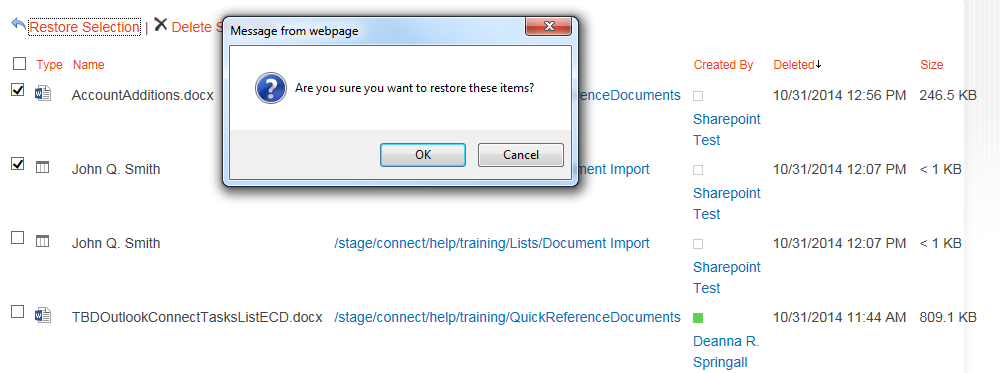 Restore Selection | Delete S
Message from webpage
Are you sure you want to restore these items?
OK Cancel
Type Name Created By Deleted Size
AccountAdditions.docx erenceDocuments 10/31/2014 12:56 PM 246.5 KB
Sharepoint
Test
John Q. Smith ment Import 10/31/2014 12:07 PM < 1 KB
Sharepoint
Test
John Q. Smith /stage/connect/help/training/Lists/Document Import 10/31/2014 12:07 PM < 1 KB
Sharepoint
Test
TBDOutlookConnectTasksListECD.docx /stage/connect/help/training/QuickReferenceDocuments 10/31/2014 11:44 AM 809.1 KB
Deanna R.
Springall